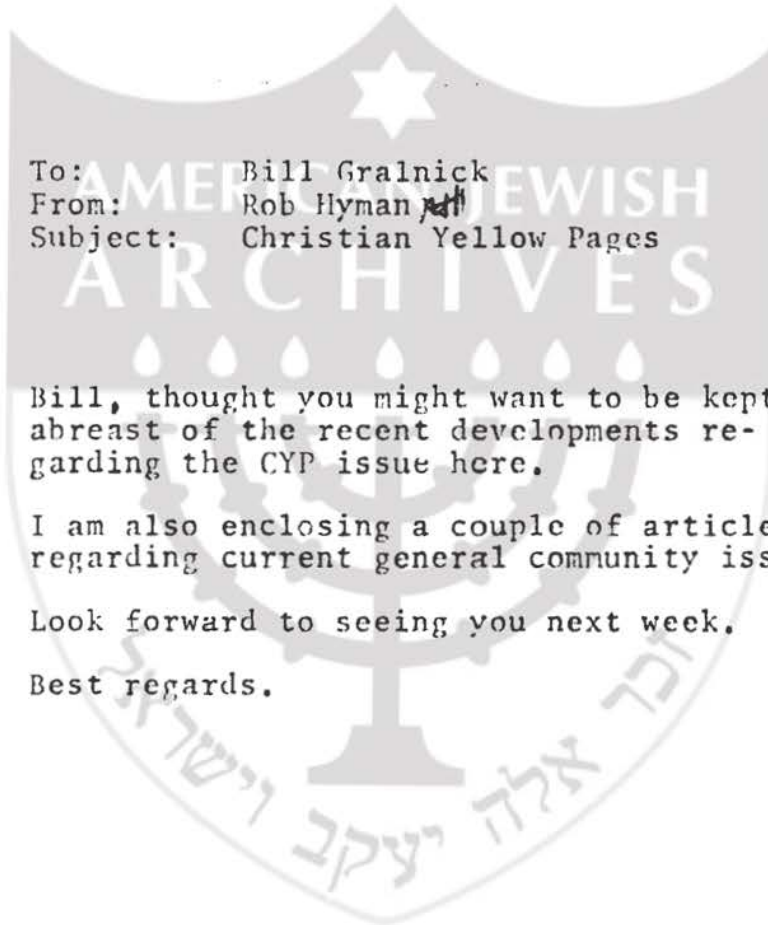 To: Bill Gralnick
From: Rob Hyman
Subject: Christian Yellow Pages
AMERICAN JEWISH
ARCHIVES
Bill, thought you might want to be kept
abreast of the recent developments re-
garding the CYP issue here.
I am also enclosing a couple of article
regarding current general community iss
Look forward to seeing you next week.
Best regards.
זכר אלה יעקב וישראל